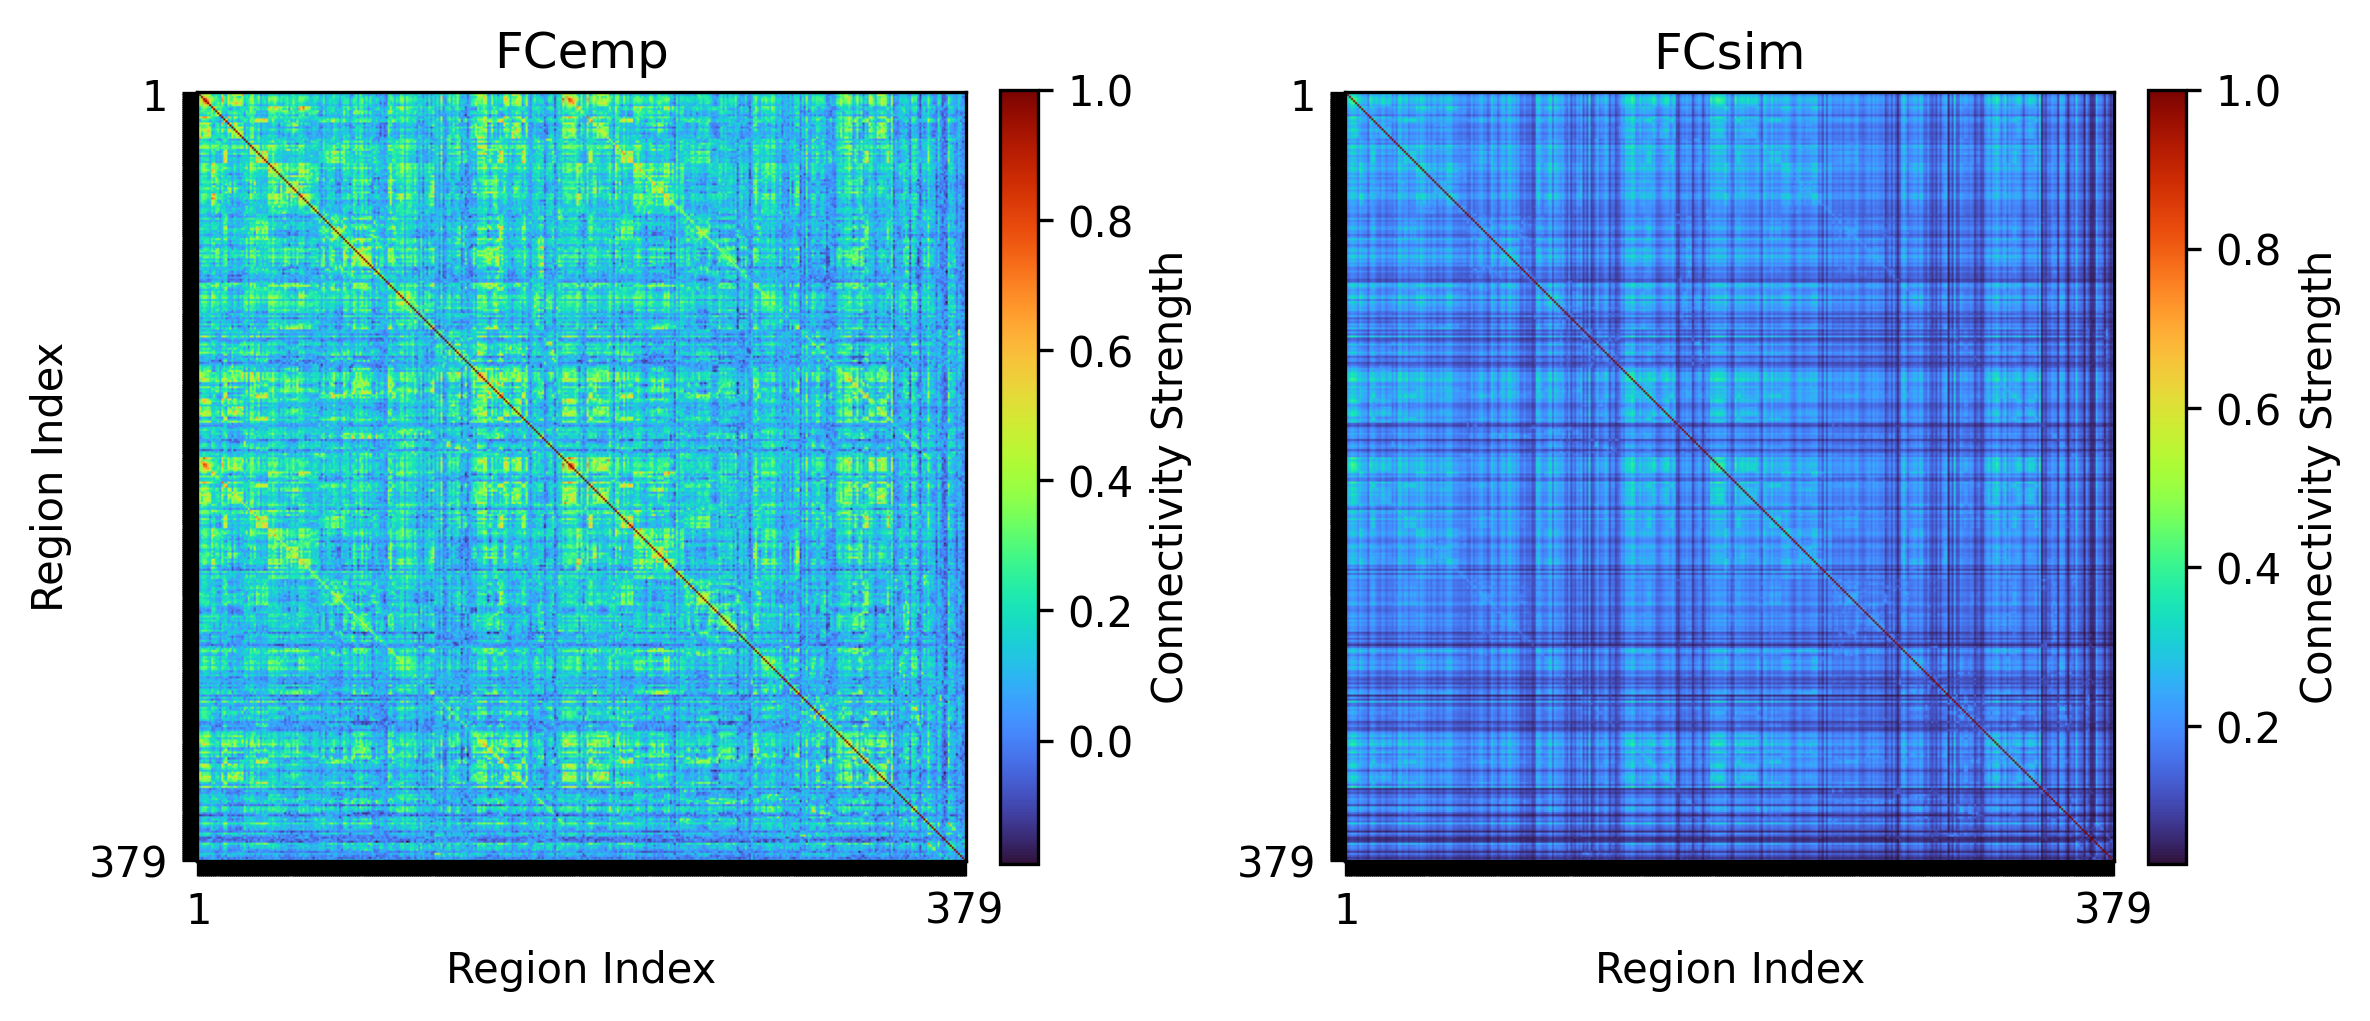 FCemp
1
379
1
379
Region Index
Region Index
1.0
0.8
0.6
0.4
0.2
0.0
Connectivity Strength
FCsim
1
379
1
379
Region Index
1.0
0.8
0.6
0.4
0.2
Connectivity Strength